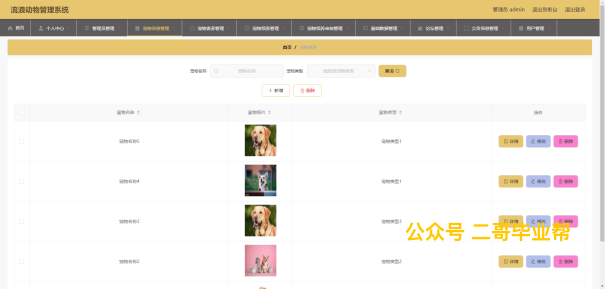 流浪动物管理系统
管理员 admin 退出到前台 退出登录
首页 个人中心 管理员管理 宠物信息管理 宠物领养管理 宠物领养管理 宠物领养审核管理 基础数据管理 论坛管理 公告信息管理 用户管理
首页 / 宠物信息
宠物名称 宠物名称 宠物类型 请选择宠物类型 查询
+ 新增 删除
宠物名称 宠物照片 宠物类型 操作
宠物名称5 宠物类型1 详情 修改 删除
宠物名称4 宠物类型1 详情 修改 删除
宠物名称3 宠物类型3 详情 修改 删除
公众号 二哥毕业帮
宠物名称2 宠物类型2 详情 修改 删除